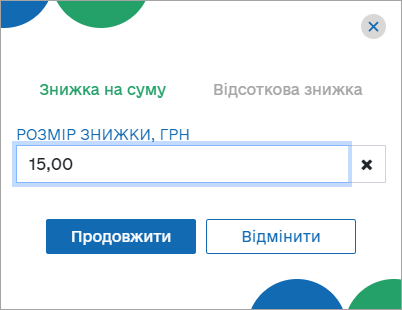 Знижка на суму
Відсоткова знижка
РОЗМІР ЗНИЖКИ, ГРН
15,00
Продовжити
Відмінити